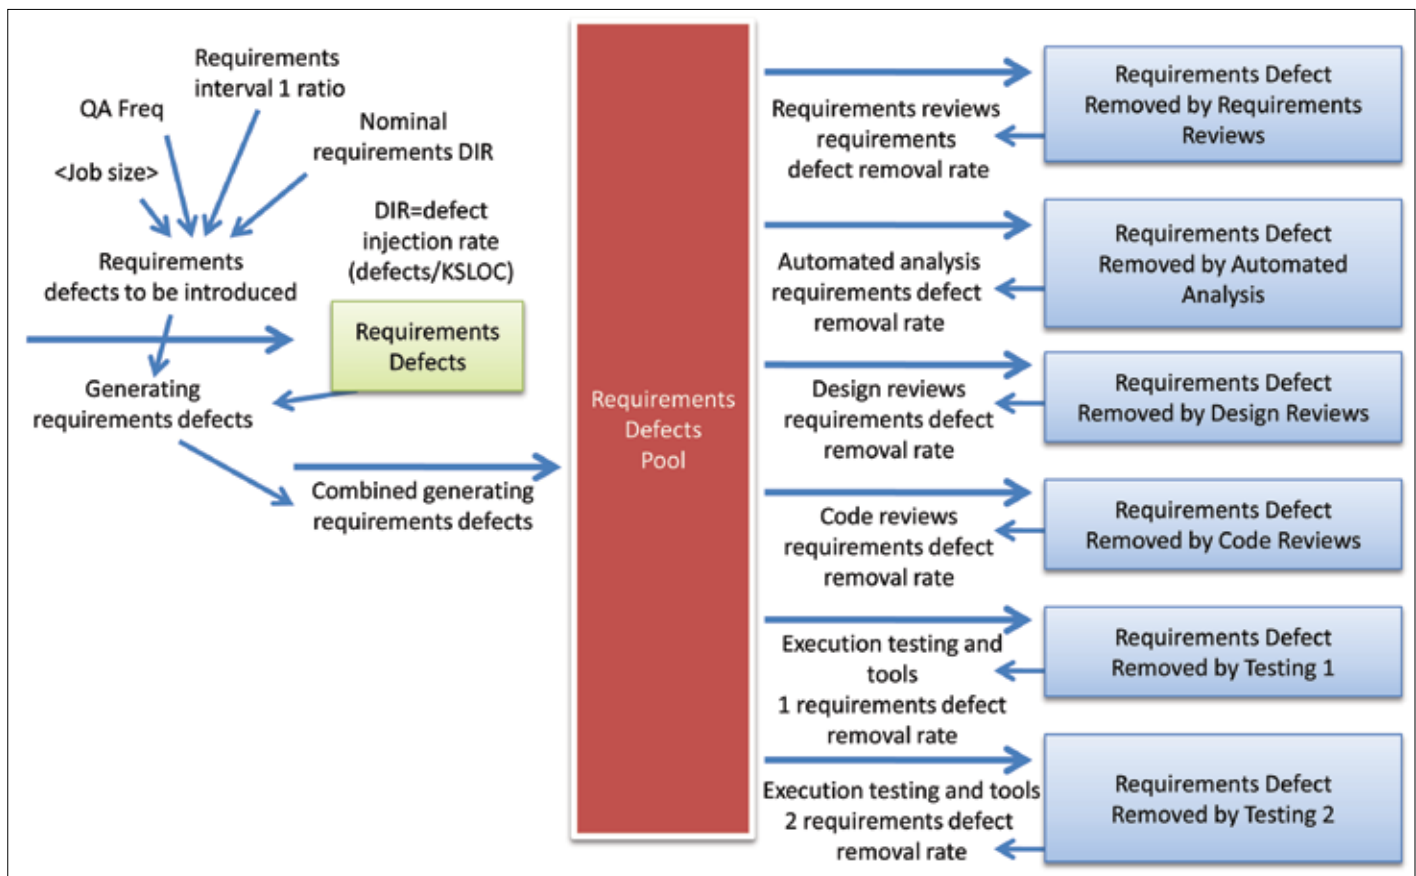 Requirements
interval 1 ratio
QA Freq
Nominal
requirements DIR
<Job size>
DIR=defect
injection rate
(defects/KSLOC)
Requirements
defects to be introduced
Requirements
Defects
Generating
requirements defects
Combined generating
requirements defects
Requirements
Defects
Pool
Requirements reviews
requirements
defect removal rate
Requirements Defect
Removed by Requirements
Reviews
Automated analysis
requirements defect
removal rate
Requirements Defect
Removed by Automated
Analysis
Design reviews
requirements defect
removal rate
Requirements Defect
Removed by Design Reviews
Code reviews
requirements defect
removal rate
Requirements Defect
Removed by Code Reviews
Execution testing and
tools
1 requirements defect
removal rate
Requirements Defect
Removed by Testing 1
Execution testing and tools
2 requirements defect
removal rate
Requirements Defect
Removed by Testing 2